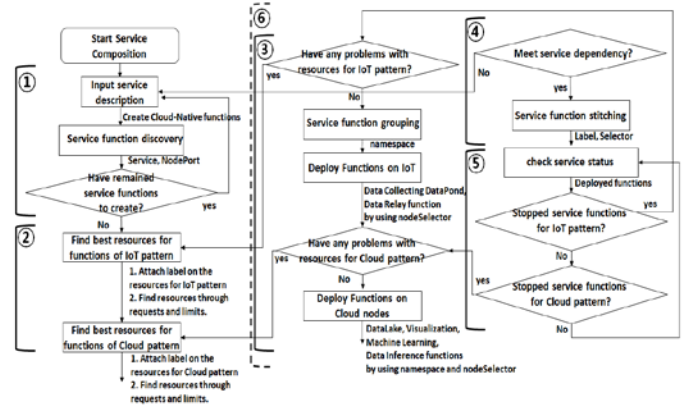 Start Service
Composition
①
Input service
description
Create Cloud-Native functions
Service function discovery
Service, NodePort
Have remained
service functions
to create?
yes
No
②
Find best resources for
functions of IoT pattern
1. Attach label on the
resources for IoT pattern
2. Find resources through
requests and limits.
Find best resources for
functions of Cloud pattern
1. Attach label on the
resources for Cloud pattern
2. Find resources through
requests and limits.
⑥
③
Have any problems with
resources for IoT pattern?
yes
No
Service function grouping
namespace
Deploy Functions on IoT
Data Collecting DataPond,
Data Relay function
by using nodeSelector
Have any problems with
resources for Cloud pattern?
yes
No
Deploy Functions on
Cloud nodes
DataLake, Visualization,
Machine Learning,
Data Inference functions
by using namespace and nodeSelector
④
Meet service dependency?
No
yes
Service function stitching
Label, Selector
⑤
check service status
Deployed functions
Stopped service functions
for IoT pattern?
yes
No
Stopped service functions
for Cloud pattern?
yes
No